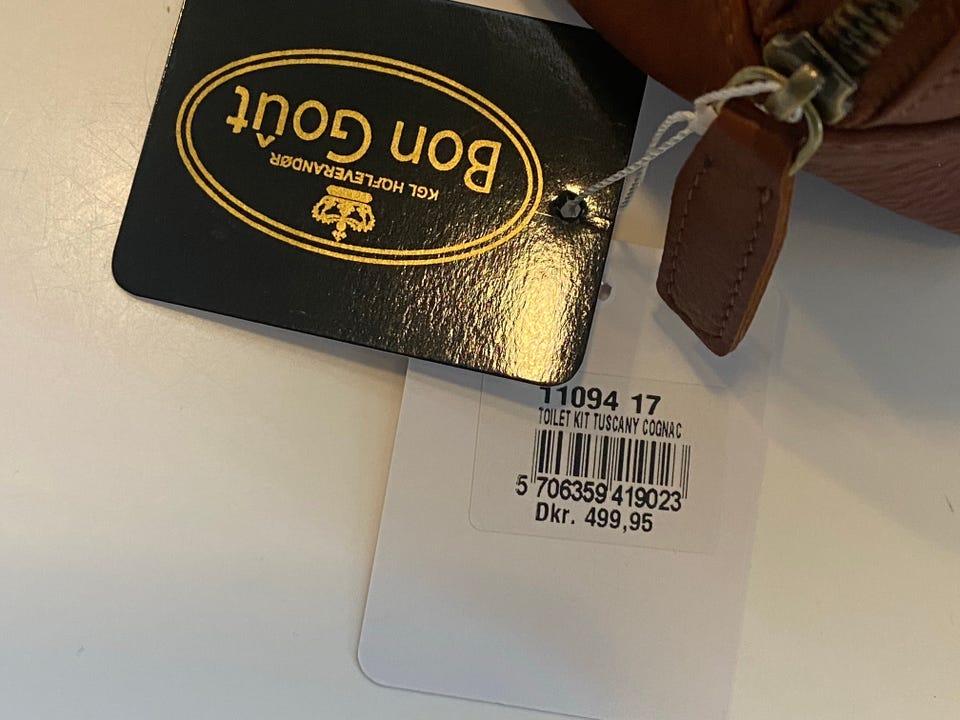 KGL HOFLEVERANDØR
Bon Goût
11094 17
TOILET KIT TUSCANY COGNAC
5 706359 419023
Dkr. 499,95